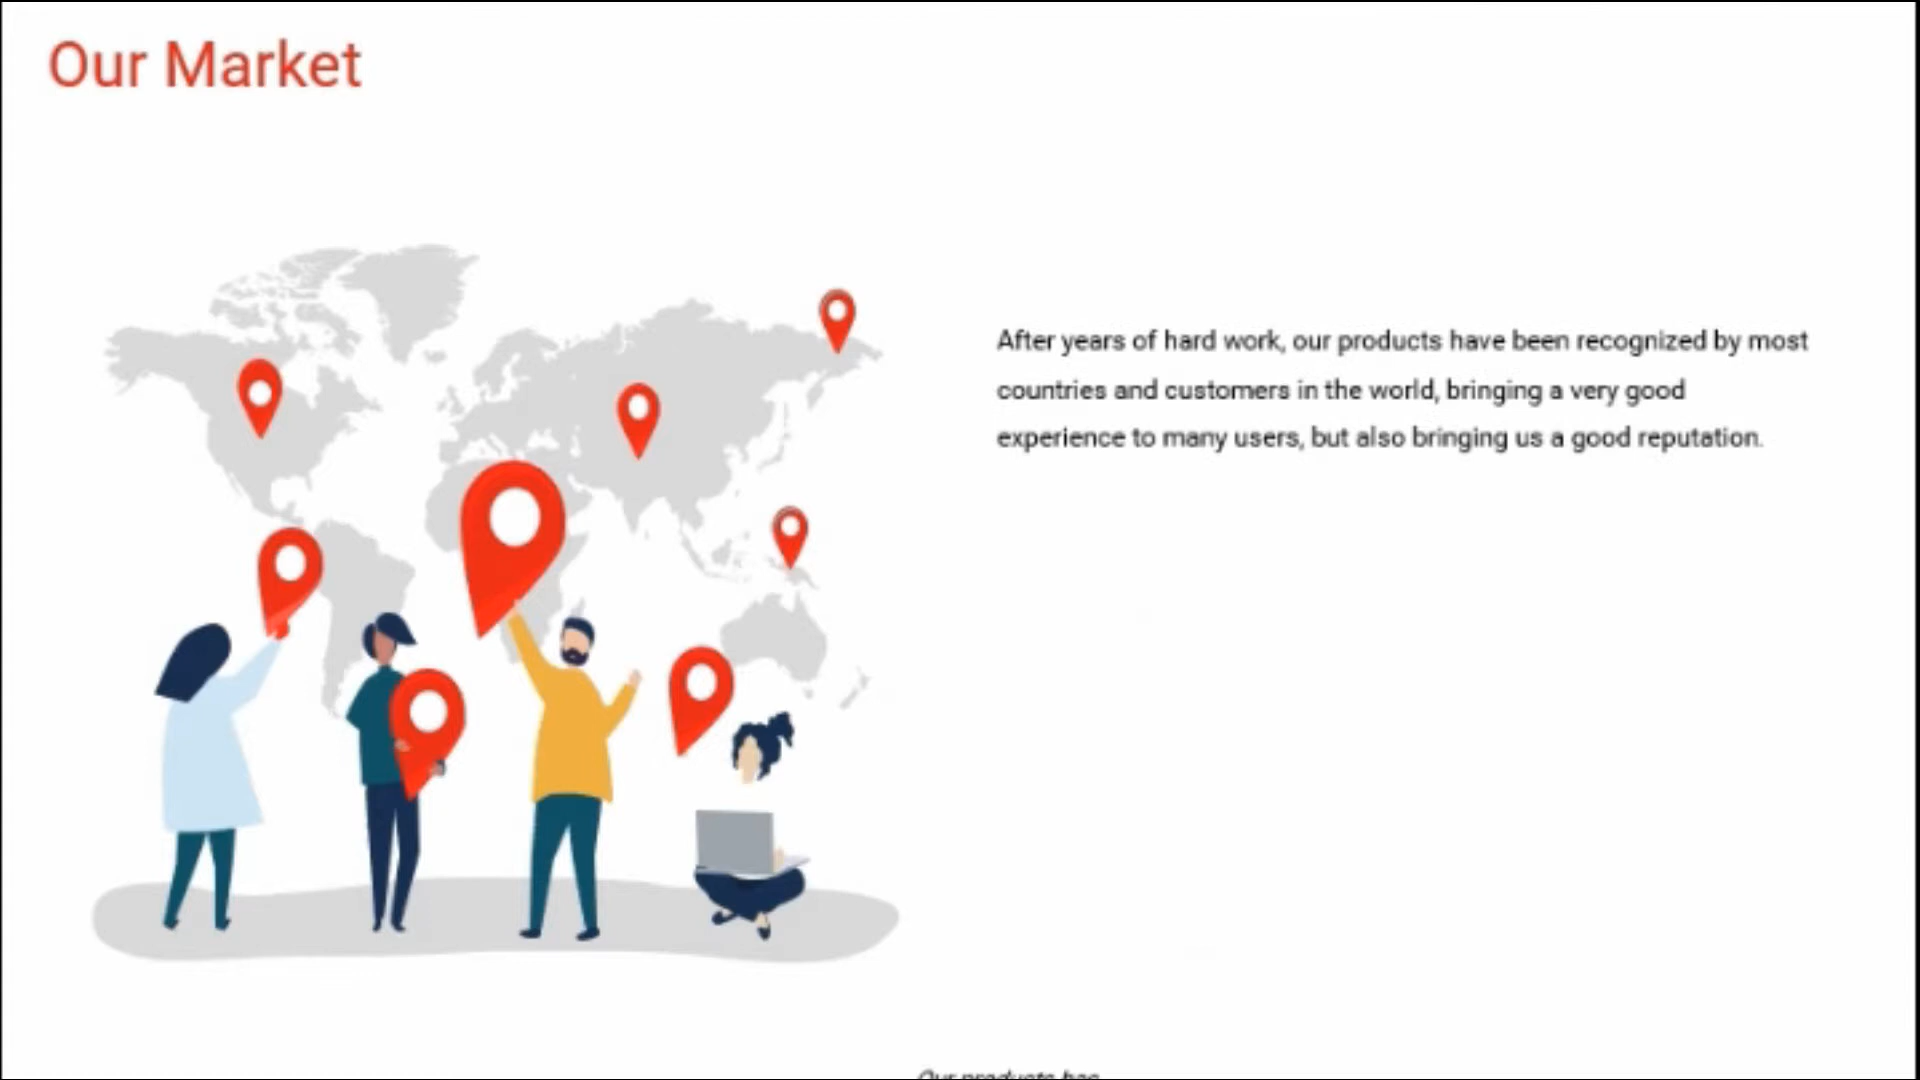 Our Market
After years of hard work, our products have been recognized by most
countries and customers in the world, bringing a very good
experience to many users, but also bringing us a good reputation.
Our products has